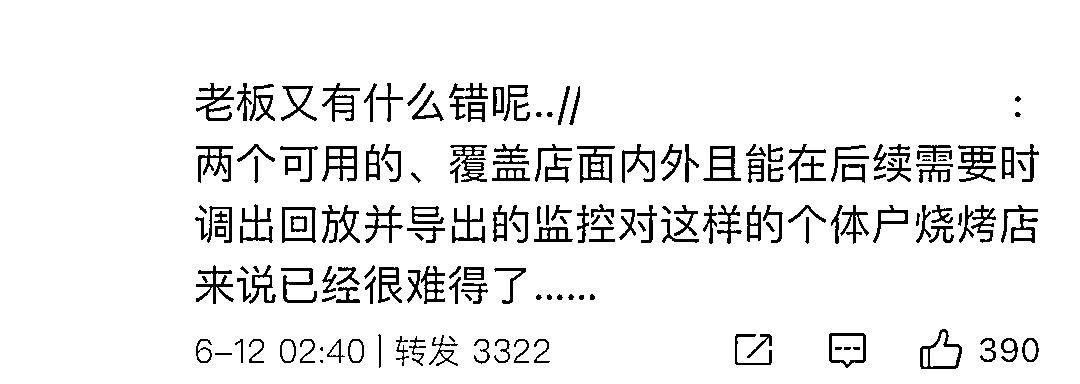 老板又有什么错呢..// :
两个可用的、覆盖店面内外且能在后续需要时
调出回放并导出的监控对这样的个体户烧烤店
来说已经很难得了......
6-12 02:40 | 转发 3322 390